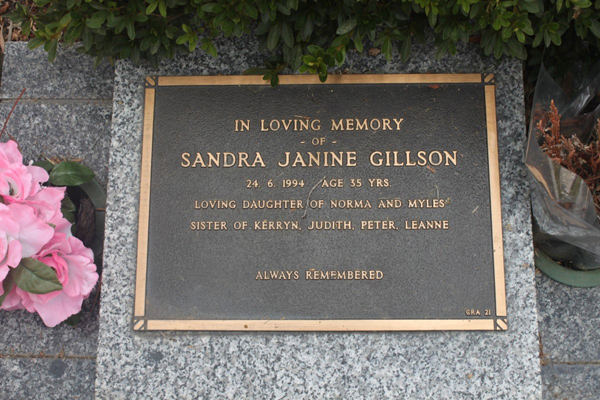 IN LOVING MEMORY
- OF -
SANDRA JANINE GILLSON
24. 6. 1994 AGE 35 YRS.
LOVING DAUGHTER OF NORMA AND MYLES
SISTER OF KERRYN, JUDITH, PETER, LEANNE
ALWAYS REMEMBERED
GRA 21